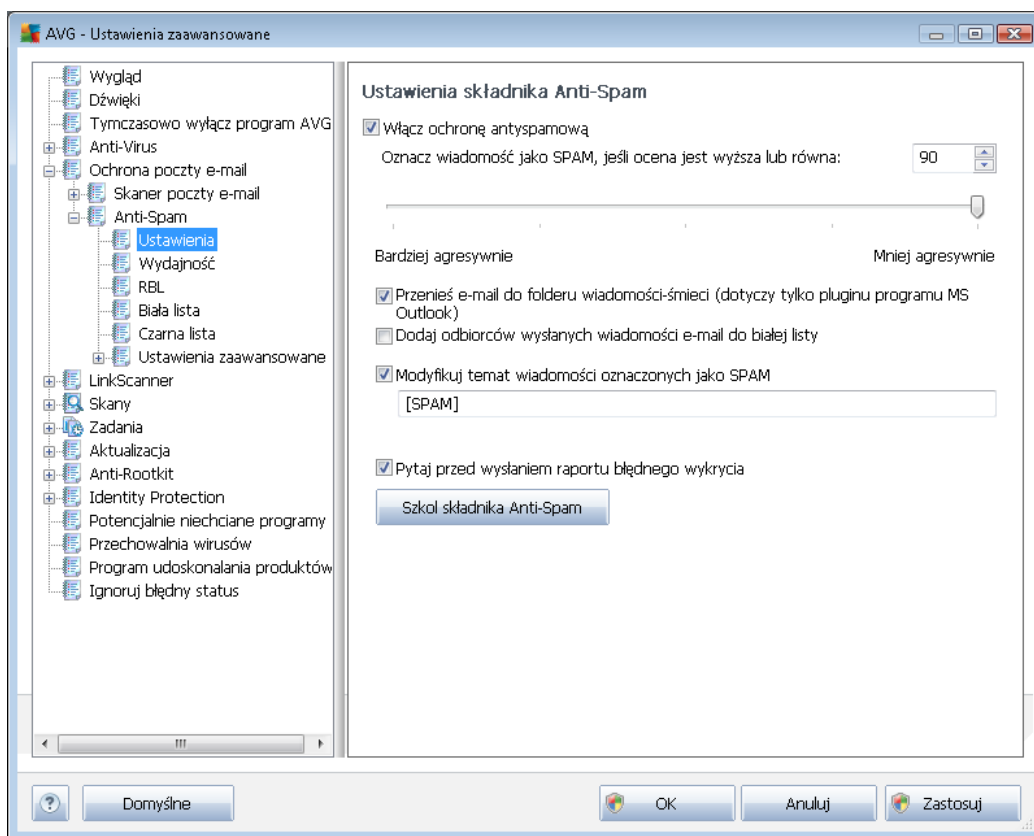 AVG - Ustawienia zaawansowane
Wygląd
Dźwięki
Tymczasowo wyłącz program AVG
Anti-Virus
Ochrona poczty e-mail
Skaner poczty e-mail
Anti-Spam
Ustawienia
Wydajność
RBL
Biała lista
Czarna lista
Ustawienia zaawansowane
LinkScanner
Skany
Zadania
Aktualizacja
Anti-Rootkit
Identity Protection
Potencjalnie niechciane programy
Przechowalnia wirusów
Program udoskonalania produktów
Ignoruj błędny status
Ustawienia składnika Anti-Spam
Włącz ochronę antyspamową
Oznacz wiadomość jako SPAM, jeśli ocena jest wyższa lub równa: 90
Bardziej agresywnie Mniej agresywnie
Przenieś e-mail do folderu wiadomości-śmieci (dotyczy tylko pluginu programu MS
Outlook)
Dodaj odbiorców wysłanych wiadomości e-mail do białej listy
Modyfikuj temat wiadomości oznaczonych jako SPAM
[SPAM]
Pytaj przed wysłaniem raportu błędnego wykrycia
Szkol składnika Anti-Spam
? Domyślne OK Anuluj Zastosuj